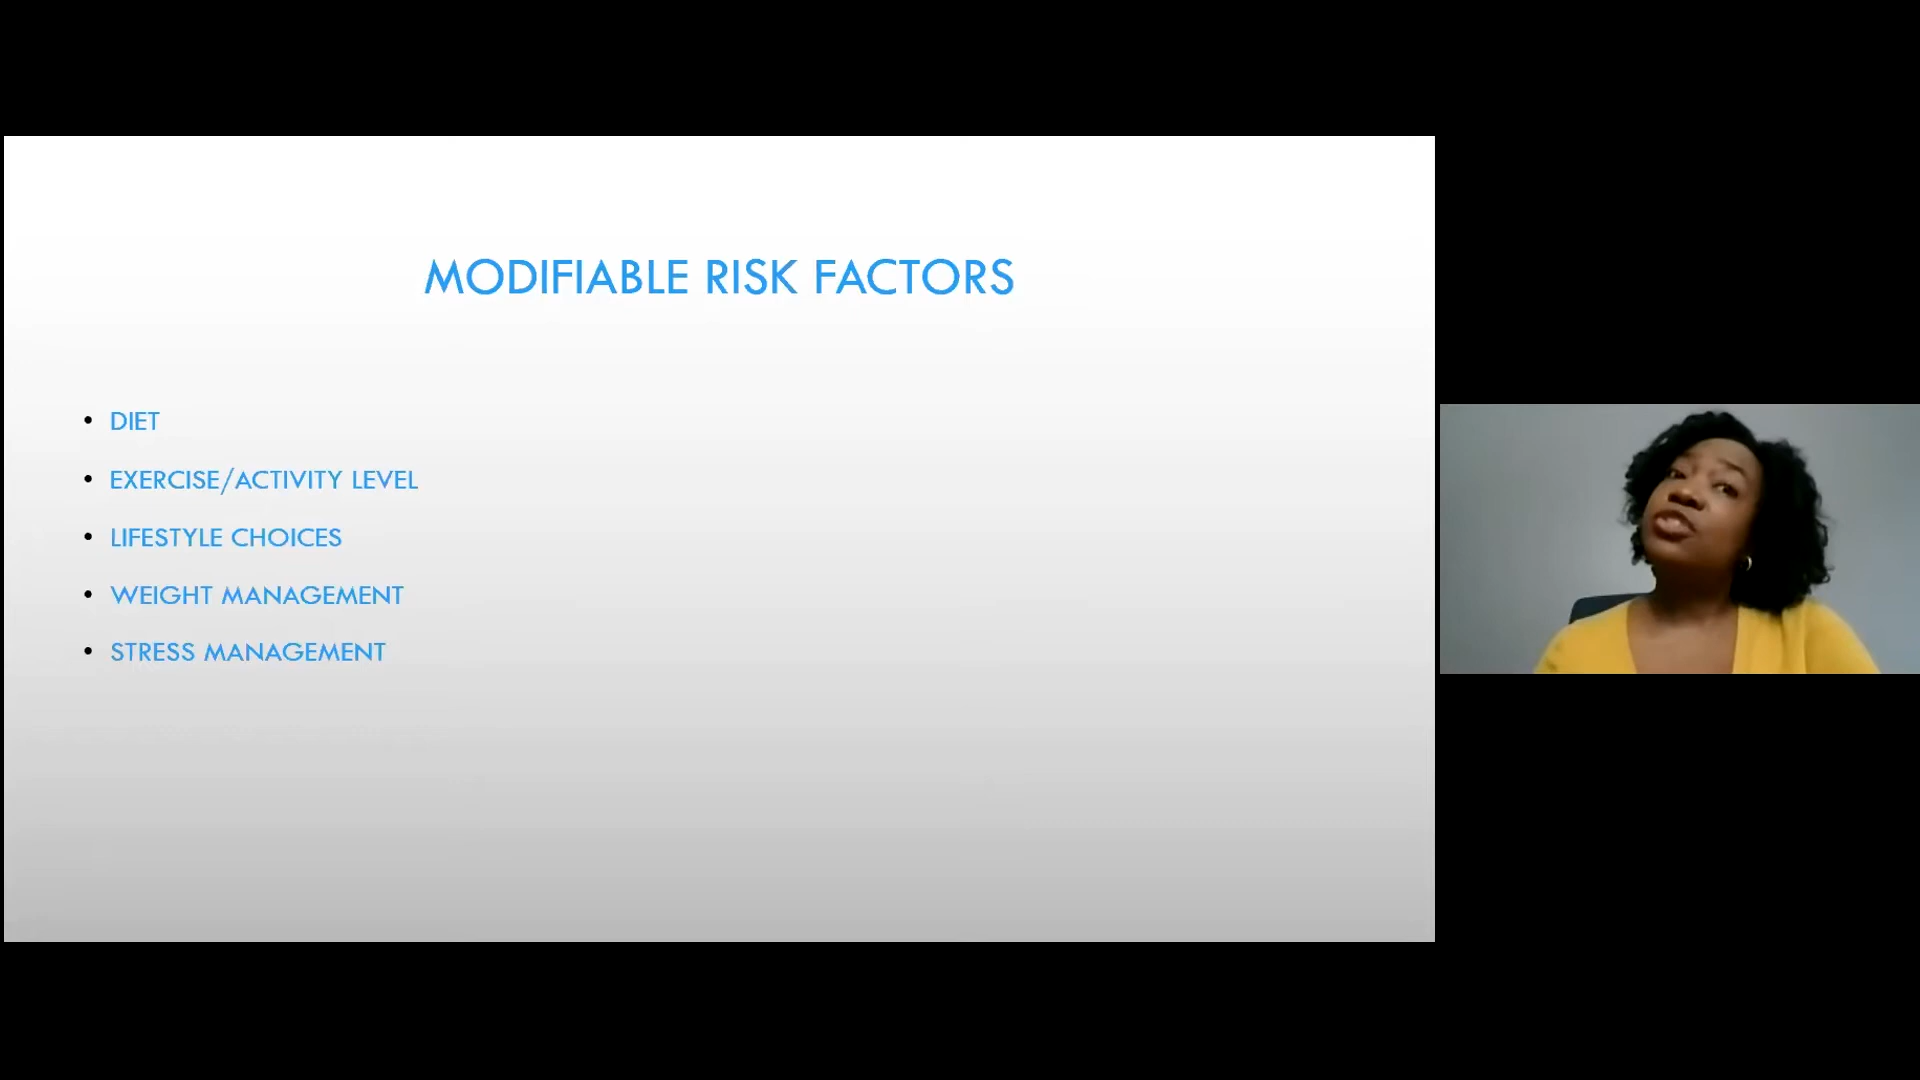 MODIFIABLE RISK FACTORS
• DIET
• EXERCISE/ACTIVITY LEVEL
• LIFESTYLE CHOICES
• WEIGHT MANAGEMENT
• STRESS MANAGEMENT